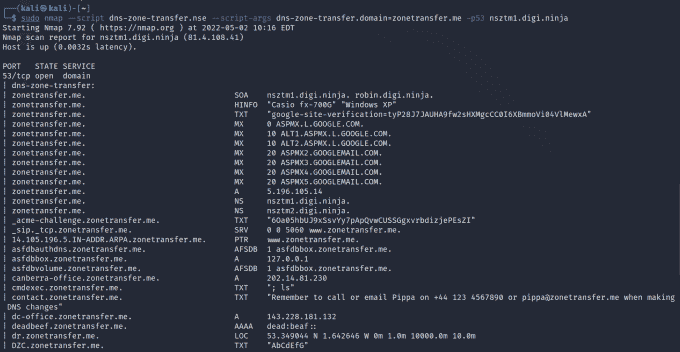 (kali㉿kali)-[~]
$ sudo nmap --script dns-zone-transfer.nse --script-args dns-zone-transfer.domain=zonetransfer.me -p53 nsztm1.digi.ninja
Starting Nmap 7.92 ( https://nmap.org ) at 2022-05-02 10:16 EDT
Nmap scan report for nsztm1.digi.ninja (81.4.108.41)
Host is up (0.0032s latency).
PORT STATE SERVICE
53/tcp open domain
| dns-zone-transfer:
| zonetransfer.me. SOA nsztm1.digi.ninja. robin.digi.ninja.
| zonetransfer.me. HINFO "Casio fx-700G" "Windows XP"
| zonetransfer.me. TXT "google-site-verification=tyP28J7JAUHA9fw2sHXMgcCC0I6XBmmoVi04VlMewxA"
| zonetransfer.me. MX 0 ASPMX.L.GOOGLE.COM.
| zonetransfer.me. MX 10 ALT1.ASPMX.L.GOOGLE.COM.
| zonetransfer.me. MX 10 ALT2.ASPMX.L.GOOGLE.COM.
| zonetransfer.me. MX 20 ASPMX2.GOOGLEMAIL.COM.
| zonetransfer.me. MX 20 ASPMX3.GOOGLEMAIL.COM.
| zonetransfer.me. MX 20 ASPMX4.GOOGLEMAIL.COM.
| zonetransfer.me. MX 20 ASPMX5.GOOGLEMAIL.COM.
| zonetransfer.me. A 5.196.105.14
| zonetransfer.me. NS nsztm1.digi.ninja.
| zonetransfer.me. NS nsztm2.digi.ninja.
| _acme-challenge.zonetransfer.me. TXT "6Oa05hbUJ9xSsvYy7pApQvwCUSSGgxvrbdizjePEsZI"
| _sip._tcp.zonetransfer.me. SRV 0 0 5060 www.zonetransfer.me.
| 14.105.196.5.IN-ADDR.ARPA.zonetransfer.me. PTR www.zonetransfer.me.
| asfdbauthdns.zonetransfer.me. AFSDB 1 asfdbbox.zonetransfer.me.
| asfdbbox.zonetransfer.me. A 127.0.0.1
| asfdbvolume.zonetransfer.me. AFSDB 1 asfdbbox.zonetransfer.me.
| canberra-office.zonetransfer.me. A 202.14.81.230
| cmdexec.zonetransfer.me. TXT "; ls"
| contact.zonetransfer.me. TXT "Remember to call or email Pippa on +44 123 4567890 or pippa@zonetransfer.me when making
DNS changes"
| dc-office.zonetransfer.me. A 143.228.181.132
| deadbeef.zonetransfer.me. AAAA dead:beaf::
| dr.zonetransfer.me. LOC 53.349044 N 1.642646 W 0m 1.0m 10000.0m 10.0m
| DZC.zonetransfer.me. TXT "AbCdEfG"